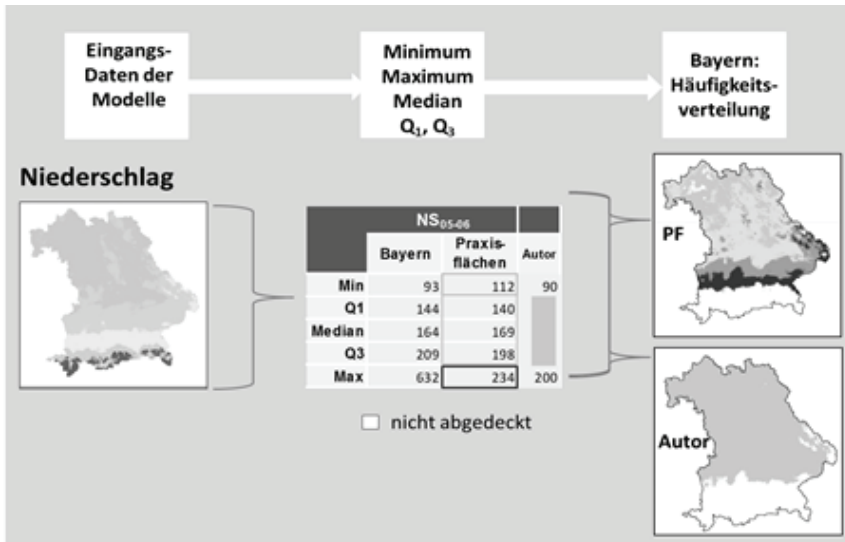 Eingangs-
Daten der
Modelle
Minimum
Maximum
Median
Q₁, Q₃
Bayern:
Häufigkeits-
verteilung
Niederschlag
NS₀₅₋₀₆
Bayern Praxis-flächen Autor
Min 93 112 90
Q1 144 140
Median 164 169
Q3 209 198
Max 632 234 200
nicht abgedeckt
PF
Autor